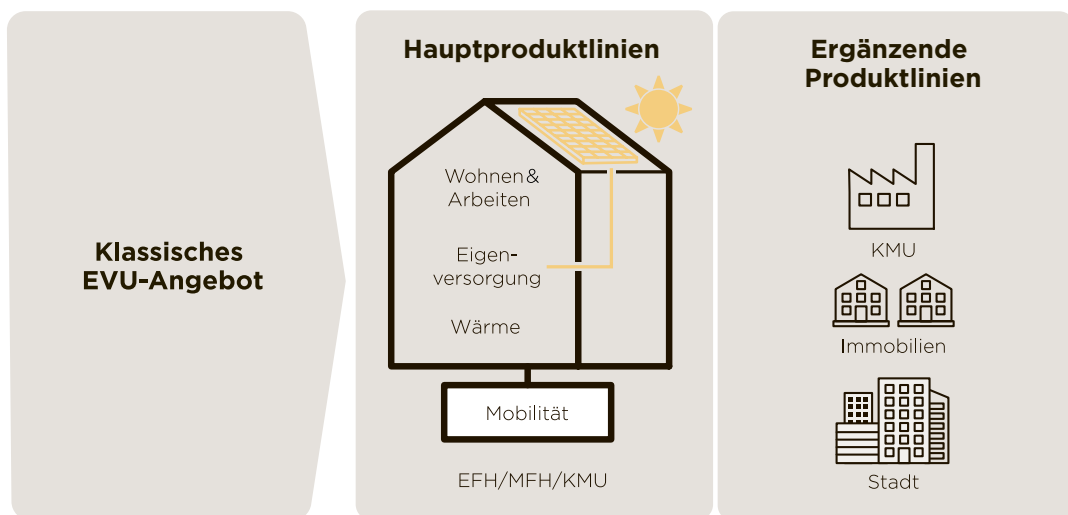 Klassisches
EVU-Angebot
Hauptproduktlinien
Wohnen &
Arbeiten
Eigen-
versorgung
Wärme
Mobilität
EFH/MFH/KMU
Ergänzende
Produktlinien
KMU
Immobilien
Stadt